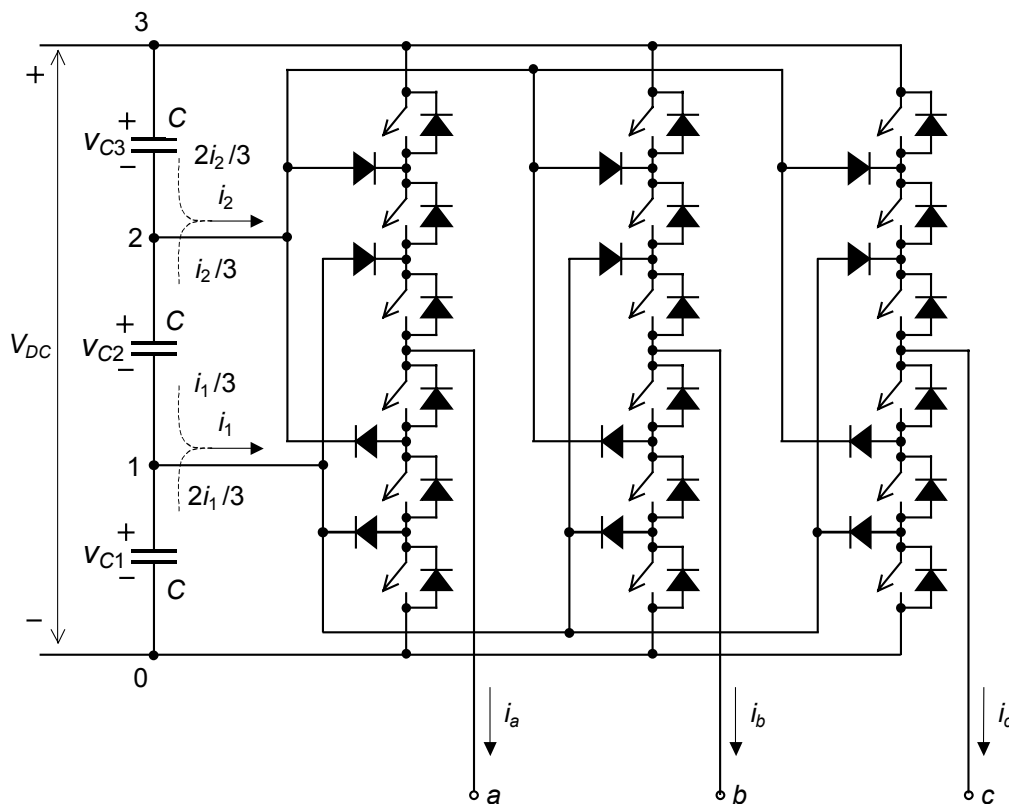 3
+
+
C
vC3
−
2i2/3
i2
2
i2/3
+
C
VDC
vC2
−
i1/3
i1
1
2i1/3
+
vC1
−
C
−
0
ia
ib
ic
a
b
c